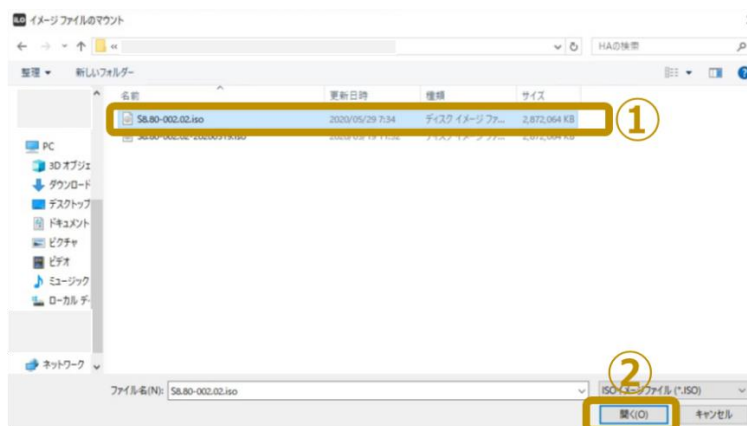 iLO イメージ ファイルのマウント
«
HAの検索
整理 新しいフォルダー
名前 更新日時 種類 サイズ
S8.80-002.02.iso 2020/05/29 7:34 ディスク イメージ ファ... 2,872,064 KB
①
PC
3D オブジェ
ダウンロード
デスクトップ
ドキュメント
ピクチャ
ビデオ
ミュージック
ローカル デ
ネットワーク
②
ファイル名(N): S8.80-002.02.iso
(*.ISO)
開く(O) キャンセル